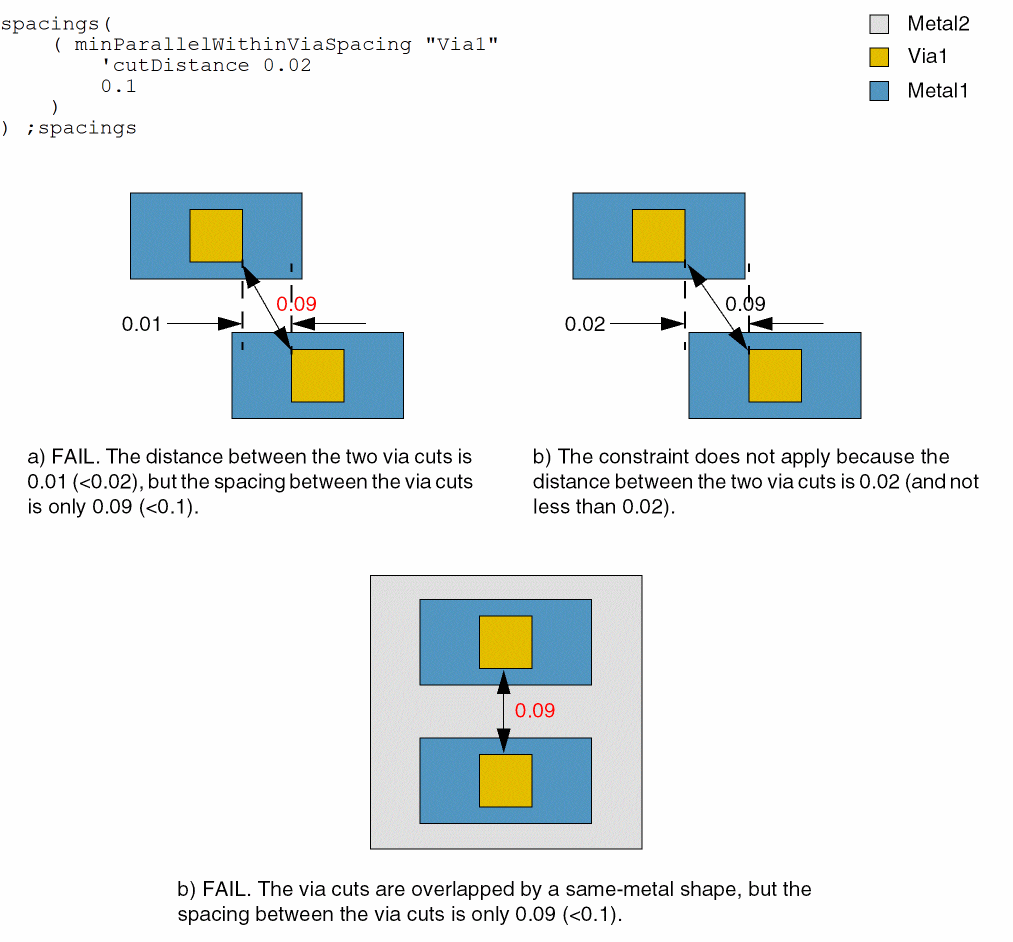 spacings(
( minParallelWithinViaSpacing "Via1"
'cutDistance 0.02
0.1
)
) ;spacings
Metal2
Via1
Metal1
0.09
0.01
0.09
0.02
a) FAIL. The distance between the two via cuts is
0.01 (<0.02), but the spacing between the via cuts
is only 0.09 (<0.1).
b) The constraint does not apply because the
distance between the two via cuts is 0.02 (and not
less than 0.02).
0.09
b) FAIL. The via cuts are overlapped by a same-metal shape, but the
spacing between the via cuts is only 0.09 (<0.1).